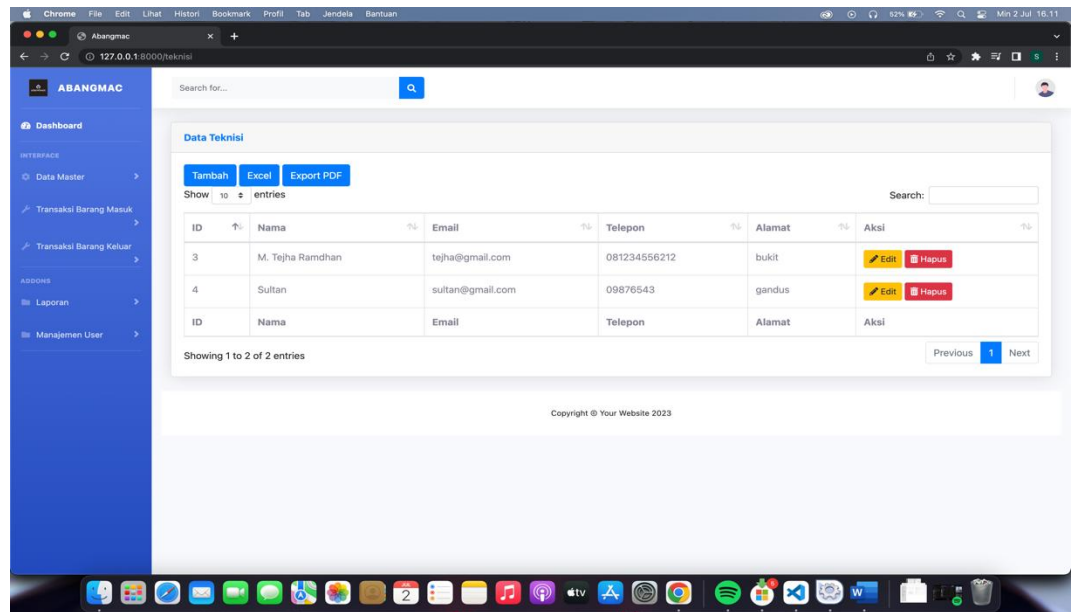 Chrome File Edit Lihat Histori Bookmark Profil Tab Jendela Bantuan 52% Min 2 Jul 16.11
Abangmac
127.0.0.1:8000/teknisi S
ABANGMAC Search for...
Dashboard
Data Teknisi
INTERFACE
Data Master
Tambah Excel Export PDF
Show 10 entries Search:
Transaksi Barang Masuk
ID Nama Email Telepon Alamat Aksi
Transaksi Barang Keluar
3 M. Tejha Ramdhan tejha@gmail.com 081234556212 bukit Edit Hapus
ADDONS
4 Sultan sultan@gmail.com 09876543 gandus Edit Hapus
Laporan
ID Nama Email Telepon Alamat Aksi
Manajemen User
Showing 1 to 2 of 2 entries Previous 1 Next
Copyright © Your Website 2023
JUL
2
tv
W